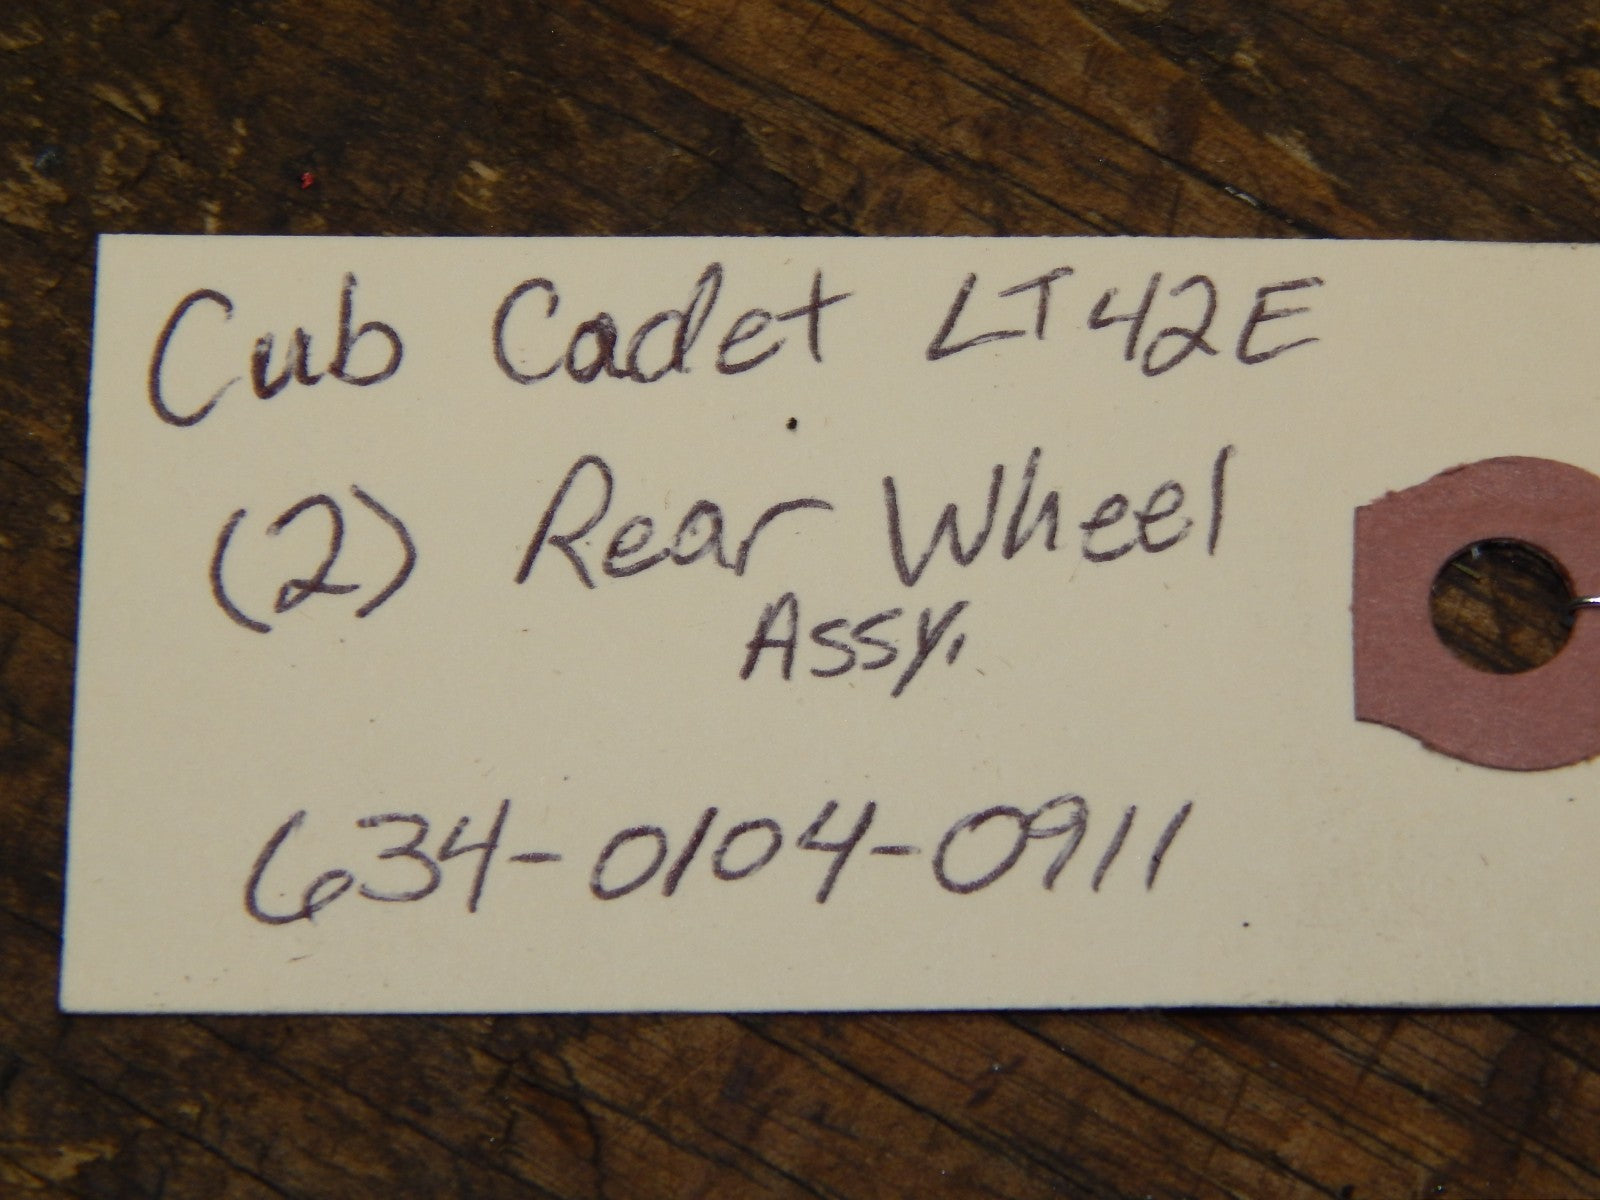 Cub Cadet LT42E
(2) Rear Wheel
Assy.
634-0104-0911